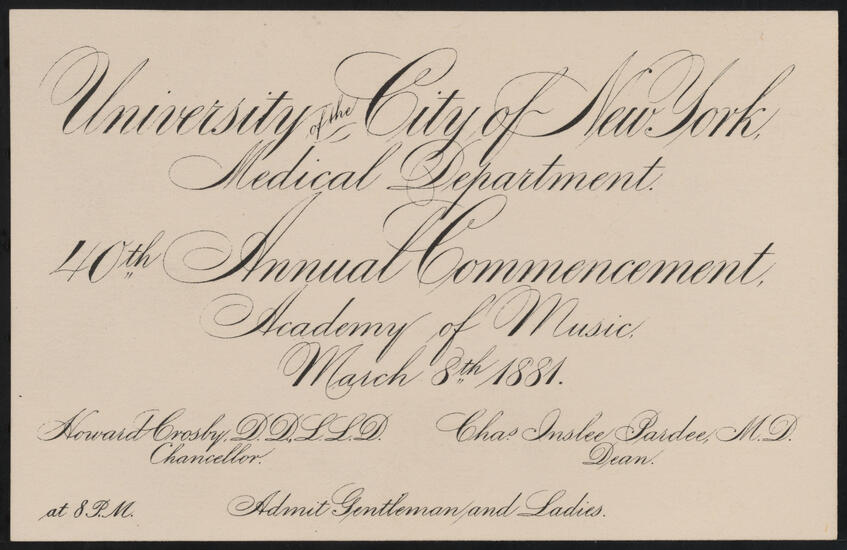 University of the City of New York,
Medical Department.
40th Annual Commencement,
Academy of Music,
March 8th 1881.
Howard Crosby, D.D, L L.D. Chas Inslee Pardee, M.D.
Chancellor. Dean.
at 8 P.M. Admit Gentleman and Ladies.